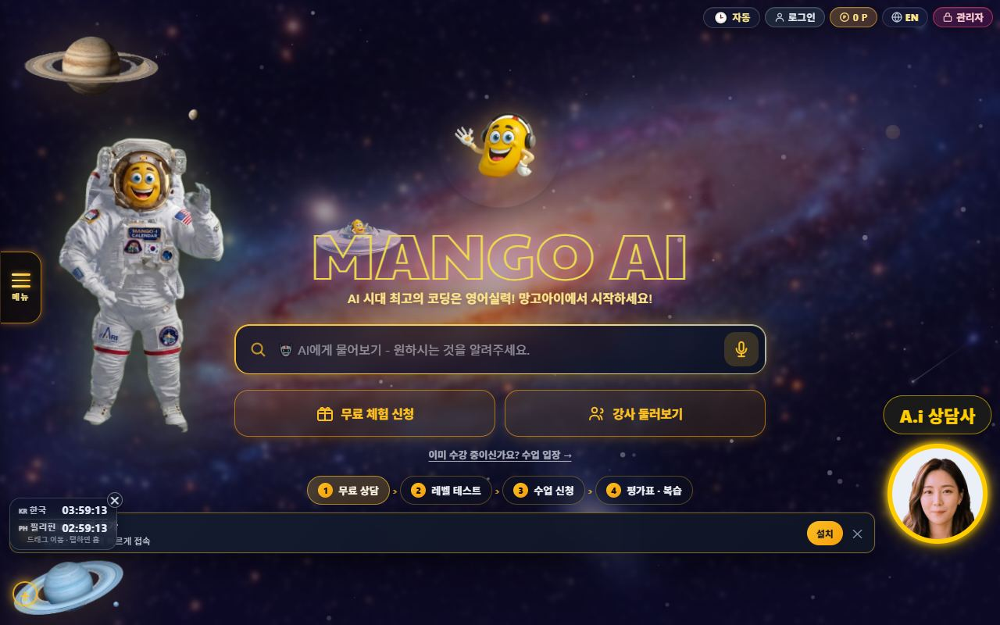 자동
로그인
0 P
EN
관리자
MANGO-I
CALENDAR
메뉴
MANGO AI
AI 시대 최고의 코딩은 영어실력! 망고아이에서 시작하세요!
AI에게 물어보기 - 원하시는 것을 알려주세요.
무료 체험 신청
강사 둘러보기
이미 수강 중이신가요? 수업 입장 →
1 무료 상담 › 2 레벨 테스트 › 3 수업 신청 › 4 평가표 · 복습
A.i 상담사
KR 한국 03:59:13
PH 필리핀 02:59:13
드래그 이동 · 탭하면 홈
르게 접속
설치